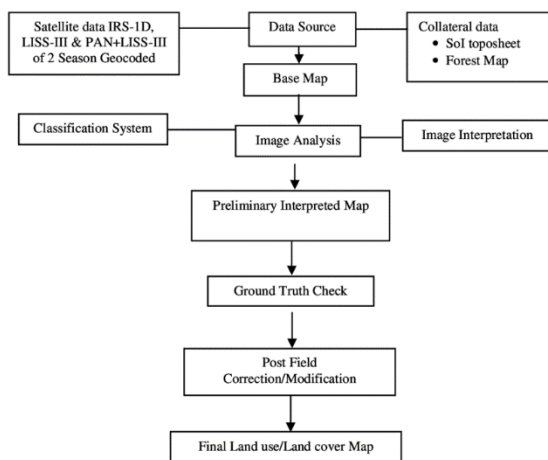 Satellite data IRS-1D,
LISS-III & PAN+LISS-III
of 2 Season Geocoded
Data Source
Collateral data
• SoI toposheet
• Forest Map
Base Map
Classification System
Image Analysis
Image Interpretation
Preliminary Interpreted Map
Ground Truth Check
Post Field
Correction/Modification
Final Land use/Land cover Map